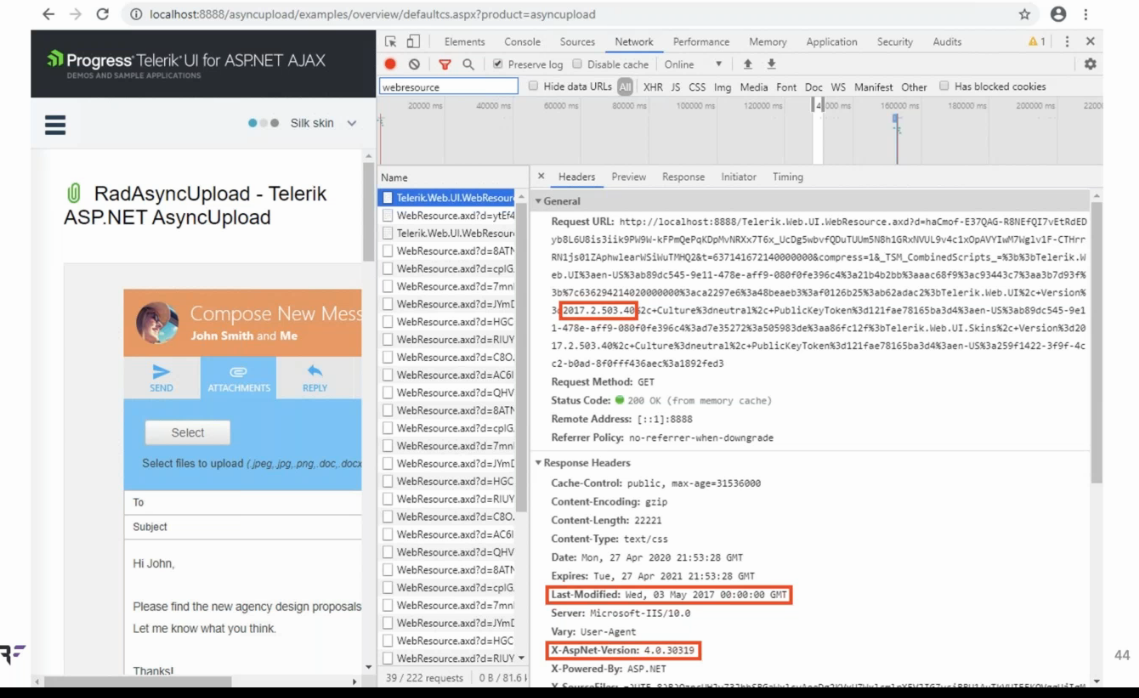 localhost:8888/asyncupload/examples/overview/defaultcs.aspx?product=asyncupload
Progress Telerik UI for ASP.NET AJAX
DEMOS AND SAMPLE APPLICATIONS
Silk skin
RadAsyncUpload - Telerik
ASP.NET AsyncUpload
Compose New Mess
John Smith and Me
SEND
ATTACHMENTS
REPLY
Select
Select files to upload (.jpeg,.jpg,.png,.doc,.docx
To
Subject
Hi John,
Please find the new agency design proposals
Let me know what you think.
Thanks!
Elements Console Sources Network Performance Memory Application Security Audits 1
Preserve log Disable cache Online
webresource Hide data URLs All XHR JS CSS Img Media Font Doc WS Manifest Other Has blocked cookies
20000 ms 40000 ms 60000 ms 80000 ms 100000 ms 120000 ms 160000 ms 180000 ms 200000 ms 2200
Name
Telerik.Web.UI.WebResour
WebResource.axd?d=ytEf4
Telerik.Web.UI.WebResour
WebResource.axd?d=8ATN
WebResource.axd?d=cpIG
WebResource.axd?d=7mn
WebResource.axd?d=JYmD
WebResource.axd?d=HGC
WebResource.axd?d=RIUY
WebResource.axd?d=C8O.
WebResource.axd?d=AC6I
WebResource.axd?d=QHV
WebResource.axd?d=8ATN
WebResource.axd?d=cpIG
WebResource.axd?d=7mn
WebResource.axd?d=JYmD
WebResource.axd?d=HGC
WebResource.axd?d=RIUY
WebResource.axd?d=C8O.
WebResource.axd?d=AC6I
WebResource.axd?d=QHV
WebResource.axd?d=8ATN
WebResource.axd?d=cpIG
WebResource.axd?d=7mn
WebResource.axd?d=JYmD
WebResource.axd?d=HGC
WebResource.axd?d=RIUY
39 / 222 requests 0 B / 81.6
Headers Preview Response Initiator Timing
General
Request URL: http://localhost:8888/Telerik.Web.UI.WebResource.axd?d=haCmof-E37QAG-R8NEfQI7vEtRdED
yb8L6U8is3iik9PW9W-kFPmQePqKDpMvNRXx7T6x_UcDg5wbvfQDuTUUm5N8h1GRxNVUL9v4c1xOpAVYIwM7Wglv1F-CTHrr
RN1js01ZAphwlearWSiWuTMHQ2&t=637141672140000000&compress=1&_TSM_CombinedScripts_=%3b%3bTelerik.W
eb.UI%3aen-US%3ab89dc545-9e11-478e-aff9-080f0fe396c4%3a21b4b2bb%3aaac68f9%3ac93443c7%3aa3b7d93f%
3b%7c636294214020000000%3aca2297e6%3a48beaeb3%3af0126b25%3ab62adac2%3bTelerik.Web.UI%2c+Version%
3d2017.2.503.40%2c+Culture%3dneutral%2c+PublicKeyToken%3d121fae78165ba3d4%3aen-US%3ab89dc545-9e1
1-478e-aff9-080f0fe396c4%3ad7e35272%3a505983de%3aa86fc12f%3bTelerik.Web.UI.Skins%2c+Version%3d20
17.2.503.40%2c+Culture%3dneutral%2c+PublicKeyToken%3d121fae78165ba3d4%3aen-US%3a259f1422-3f9f-4c
c2-b0ad-8f0fff436aec%3a1892fed3
Request Method: GET
Status Code: 200 OK (from memory cache)
Remote Address: [::1]:8888
Referrer Policy: no-referrer-when-downgrade
Response Headers
Cache-Control: public, max-age=31536000
Content-Encoding: gzip
Content-Length: 22221
Content-Type: text/css
Date: Mon, 27 Apr 2020 21:53:28 GMT
Expires: Tue, 27 Apr 2021 21:53:28 GMT
Last-Modified: Wed, 03 May 2017 00:00:00 GMT
Server: Microsoft-IIS/10.0
Vary: User-Agent
X-AspNet-Version: 4.0.30319
X-Powered-By: ASP.NET
44